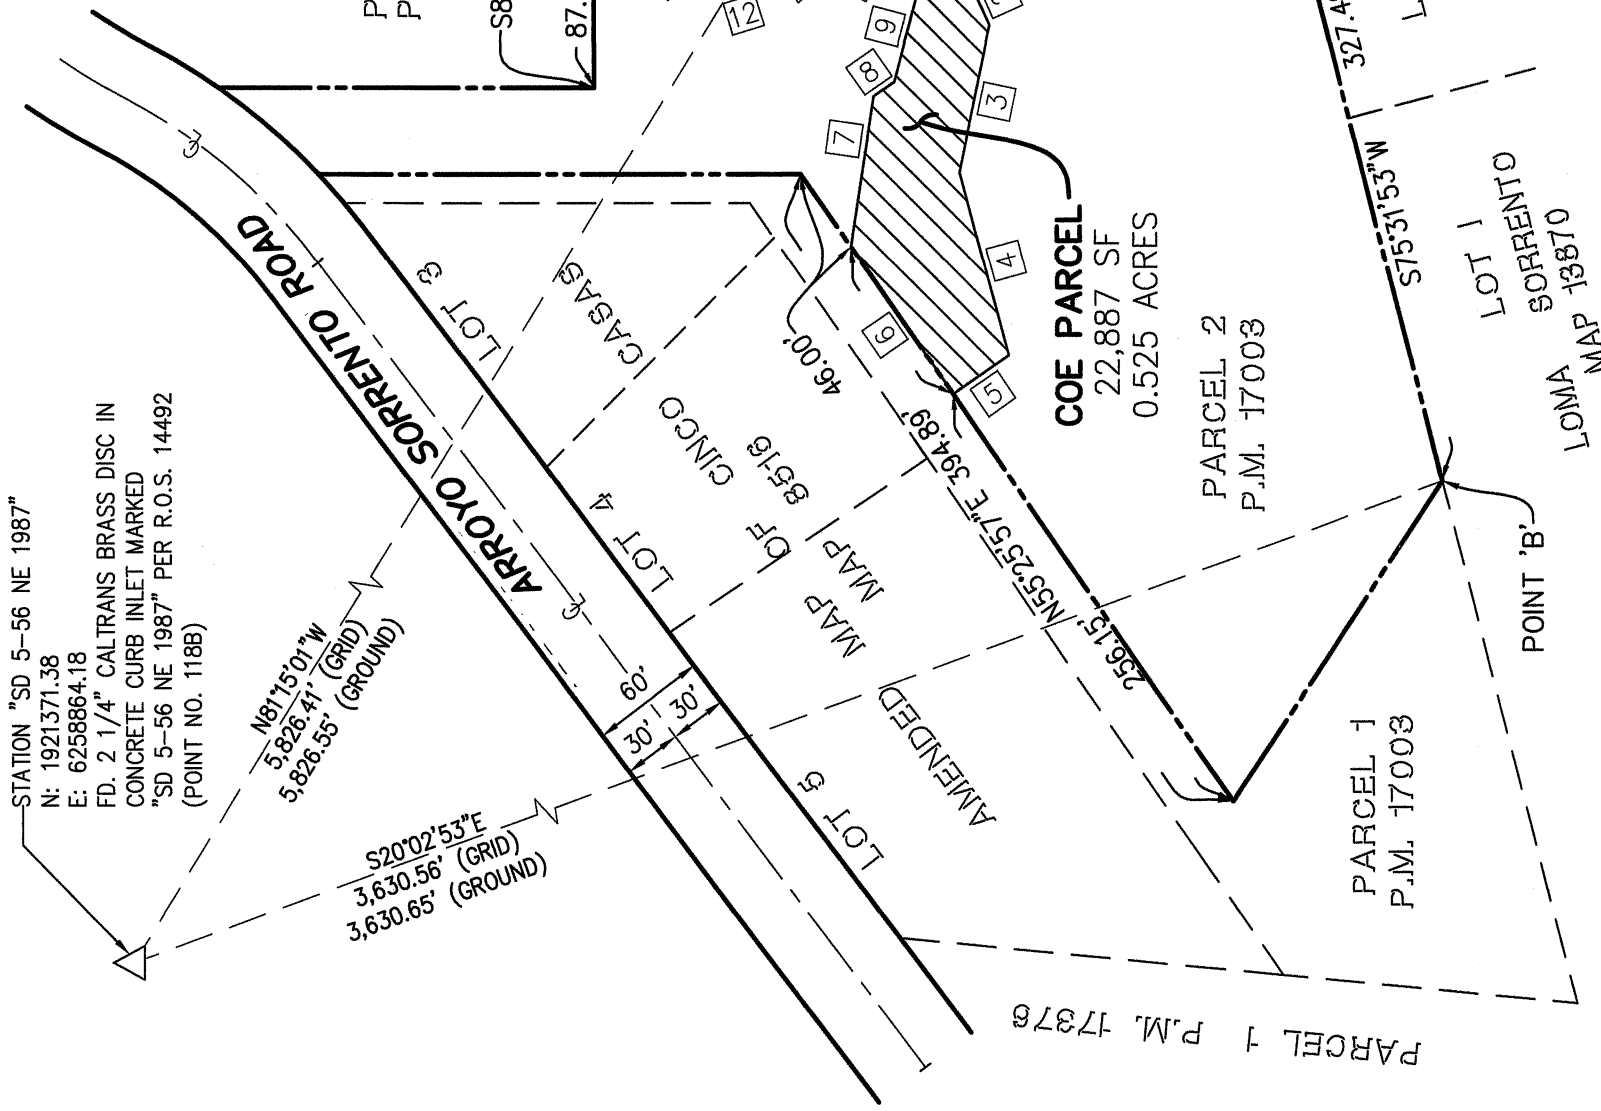 STATION "SD 5-56 NE 1987"
N: 1921371.38
E: 6258864.18
FD. 2 1/4" CALTRANS BRASS DISC IN
CONCRETE CURB INLET MARKED
"SD 5-56 NE 1987" PER R.O.S. 14492
(POINT NO. 118B)
N81°15'01"W
5,826.41' (GRID)
5,826.55' (GROUND)
S20°02'53"E
3,630.56' (GRID)
3,630.65' (GROUND)
ARROYO SORRENTO ROAD
℄
℄
60'
30'
30'
LOT 3
LOT 4
LOT 5
AMENDED MAP OF CINCO CASAS
MAP 8516
P
P
S8
87.
12
9
8
7
3
4
5
6
46.00'
394.89'
N55°25'57"E
256.15'
COE PARCEL
22,887 SF
0.525 ACRES
PARCEL 2
P.M. 17003
PARCEL 1
P.M. 17003
POINT 'B'
327.4
S75°31'53"W
L
LOT 1
LOMA SORRENTO
MAP 13870
PARCEL 1 P.M. 17376